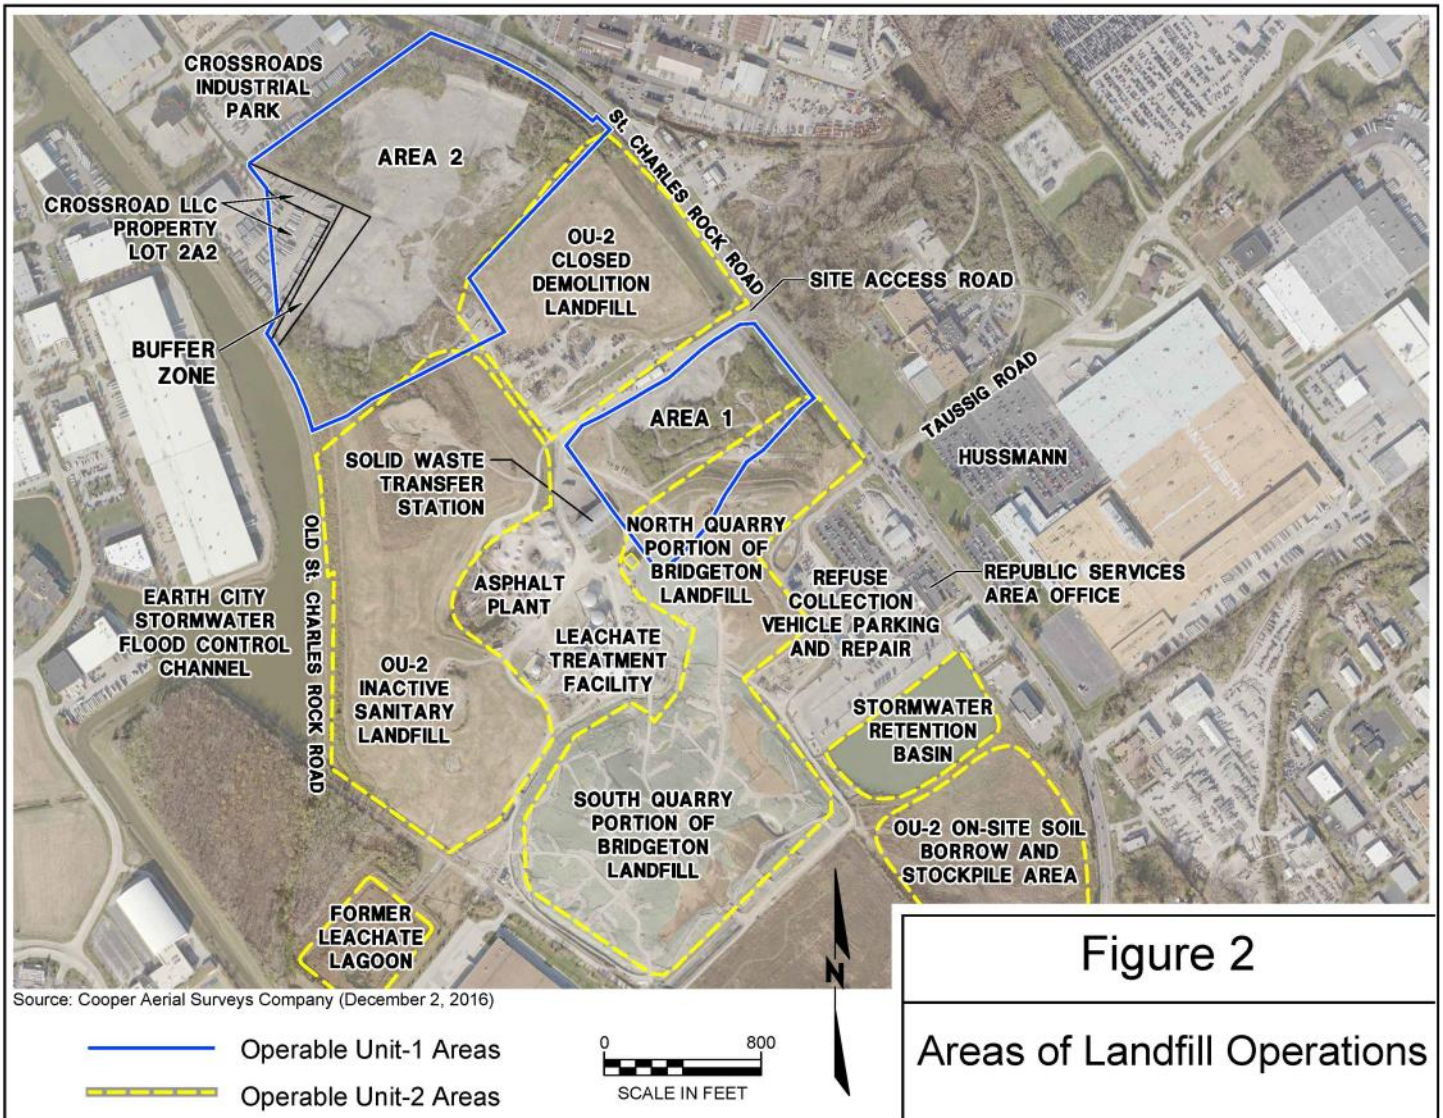 CROSSROADS
INDUSTRIAL
PARK
AREA 2
St. CHARLES ROCK ROAD
CROSSROAD LLC
PROPERTY
LOT 2A2
OU-2
CLOSED
DEMOLITION
LANDFILL
SITE ACCESS ROAD
BUFFER
ZONE
TAUSSIG ROAD
AREA 1
HUSSMANN
SOLID WASTE
TRANSFER
STATION
OLD St. CHARLES ROCK ROAD
NORTH QUARRY
PORTION OF
BRIDGETON
LANDFILL
ASPHALT
PLANT
REFUSE
COLLECTION
VEHICLE PARKING
AND REPAIR
REPUBLIC SERVICES
AREA OFFICE
EARTH CITY
STORMWATER
FLOOD CONTROL
CHANNEL
LEACHATE
TREATMENT
FACILITY
OU-2
INACTIVE
SANITARY
LANDFILL
STORMWATER
RETENTION
BASIN
SOUTH QUARRY
PORTION OF
BRIDGETON
LANDFILL
OU-2 ON-SITE SOIL
BORROW AND
STOCKPILE AREA
FORMER
LEACHATE
LAGOON
N
Source: Cooper Aerial Surveys Company (December 2, 2016)
Operable Unit-1 Areas
Operable Unit-2 Areas
0 800
SCALE IN FEET
Figure 2
Areas of Landfill Operations